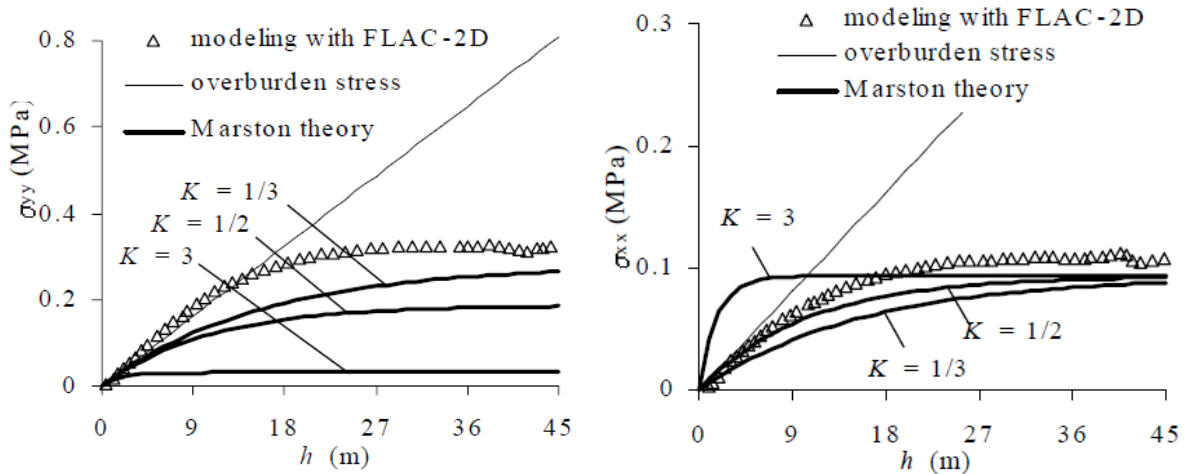 0.8
0.6
0.4
0.2
0
σyy (MPa)
modeling with FLAC-2D
overburden stress
Marston theory
K = 1/3
K = 1/2
K = 3
0 9 18 27 36 45
h (m)
0.3
0.2
0.1
0
σxx (MPa)
modeling with FLAC-2D
overburden stress
Marston theory
K = 3
K = 1/2
K = 1/3
0 9 18 27 36 45
h (m)